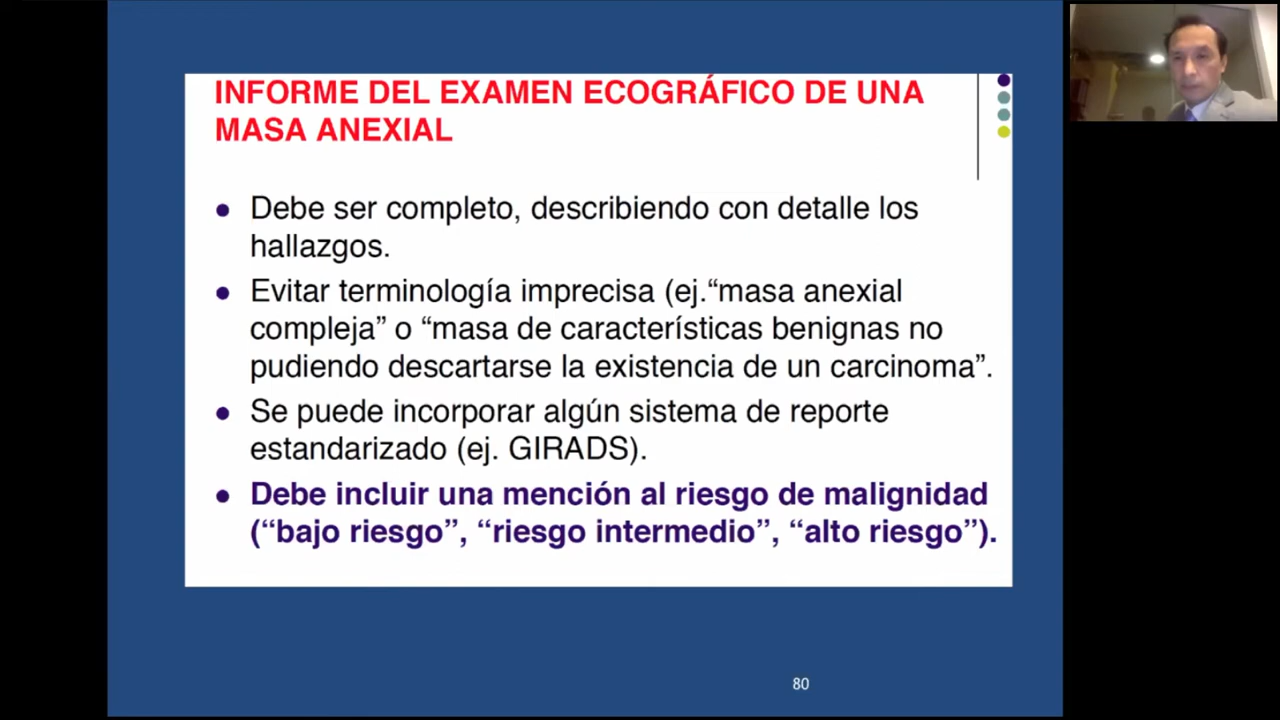 INFORME DEL EXAMEN ECOGRÁFICO DE UNA
MASA ANEXIAL
● Debe ser completo, describiendo con detalle los
hallazgos.
● Evitar terminología imprecisa (ej.“masa anexial
compleja” o “masa de características benignas no
pudiendo descartarse la existencia de un carcinoma”.
● Se puede incorporar algún sistema de reporte
estandarizado (ej. GIRADS).
● Debe incluir una mención al riesgo de malignidad
(“bajo riesgo”, “riesgo intermedio”, “alto riesgo”).
80